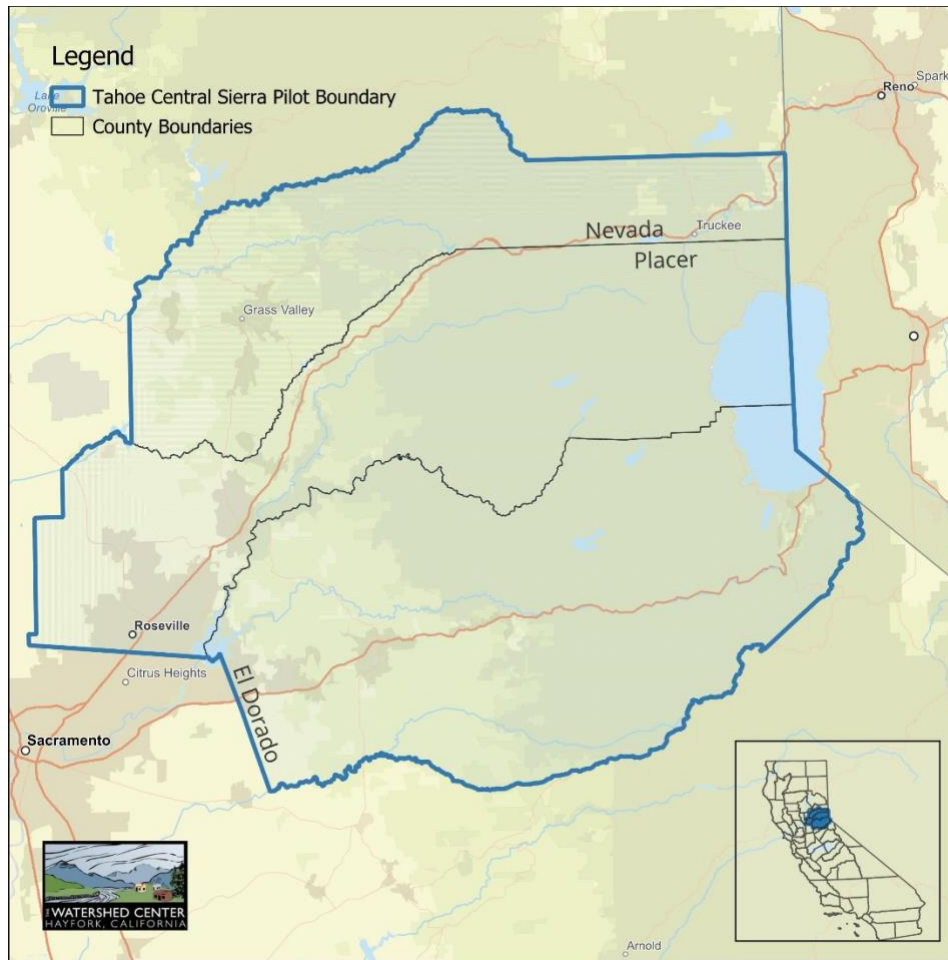 Legend
Tahoe Central Sierra Pilot Boundary
County Boundaries
Lake
Oroville
Reno
Spark
Nevada
Truckee
Placer
Grass Valley
Roseville
Citrus Heights
El Dorado
Sacramento
THE
WATERSHED CENTER
HAYFORK, CALIFORNIA
Arnold